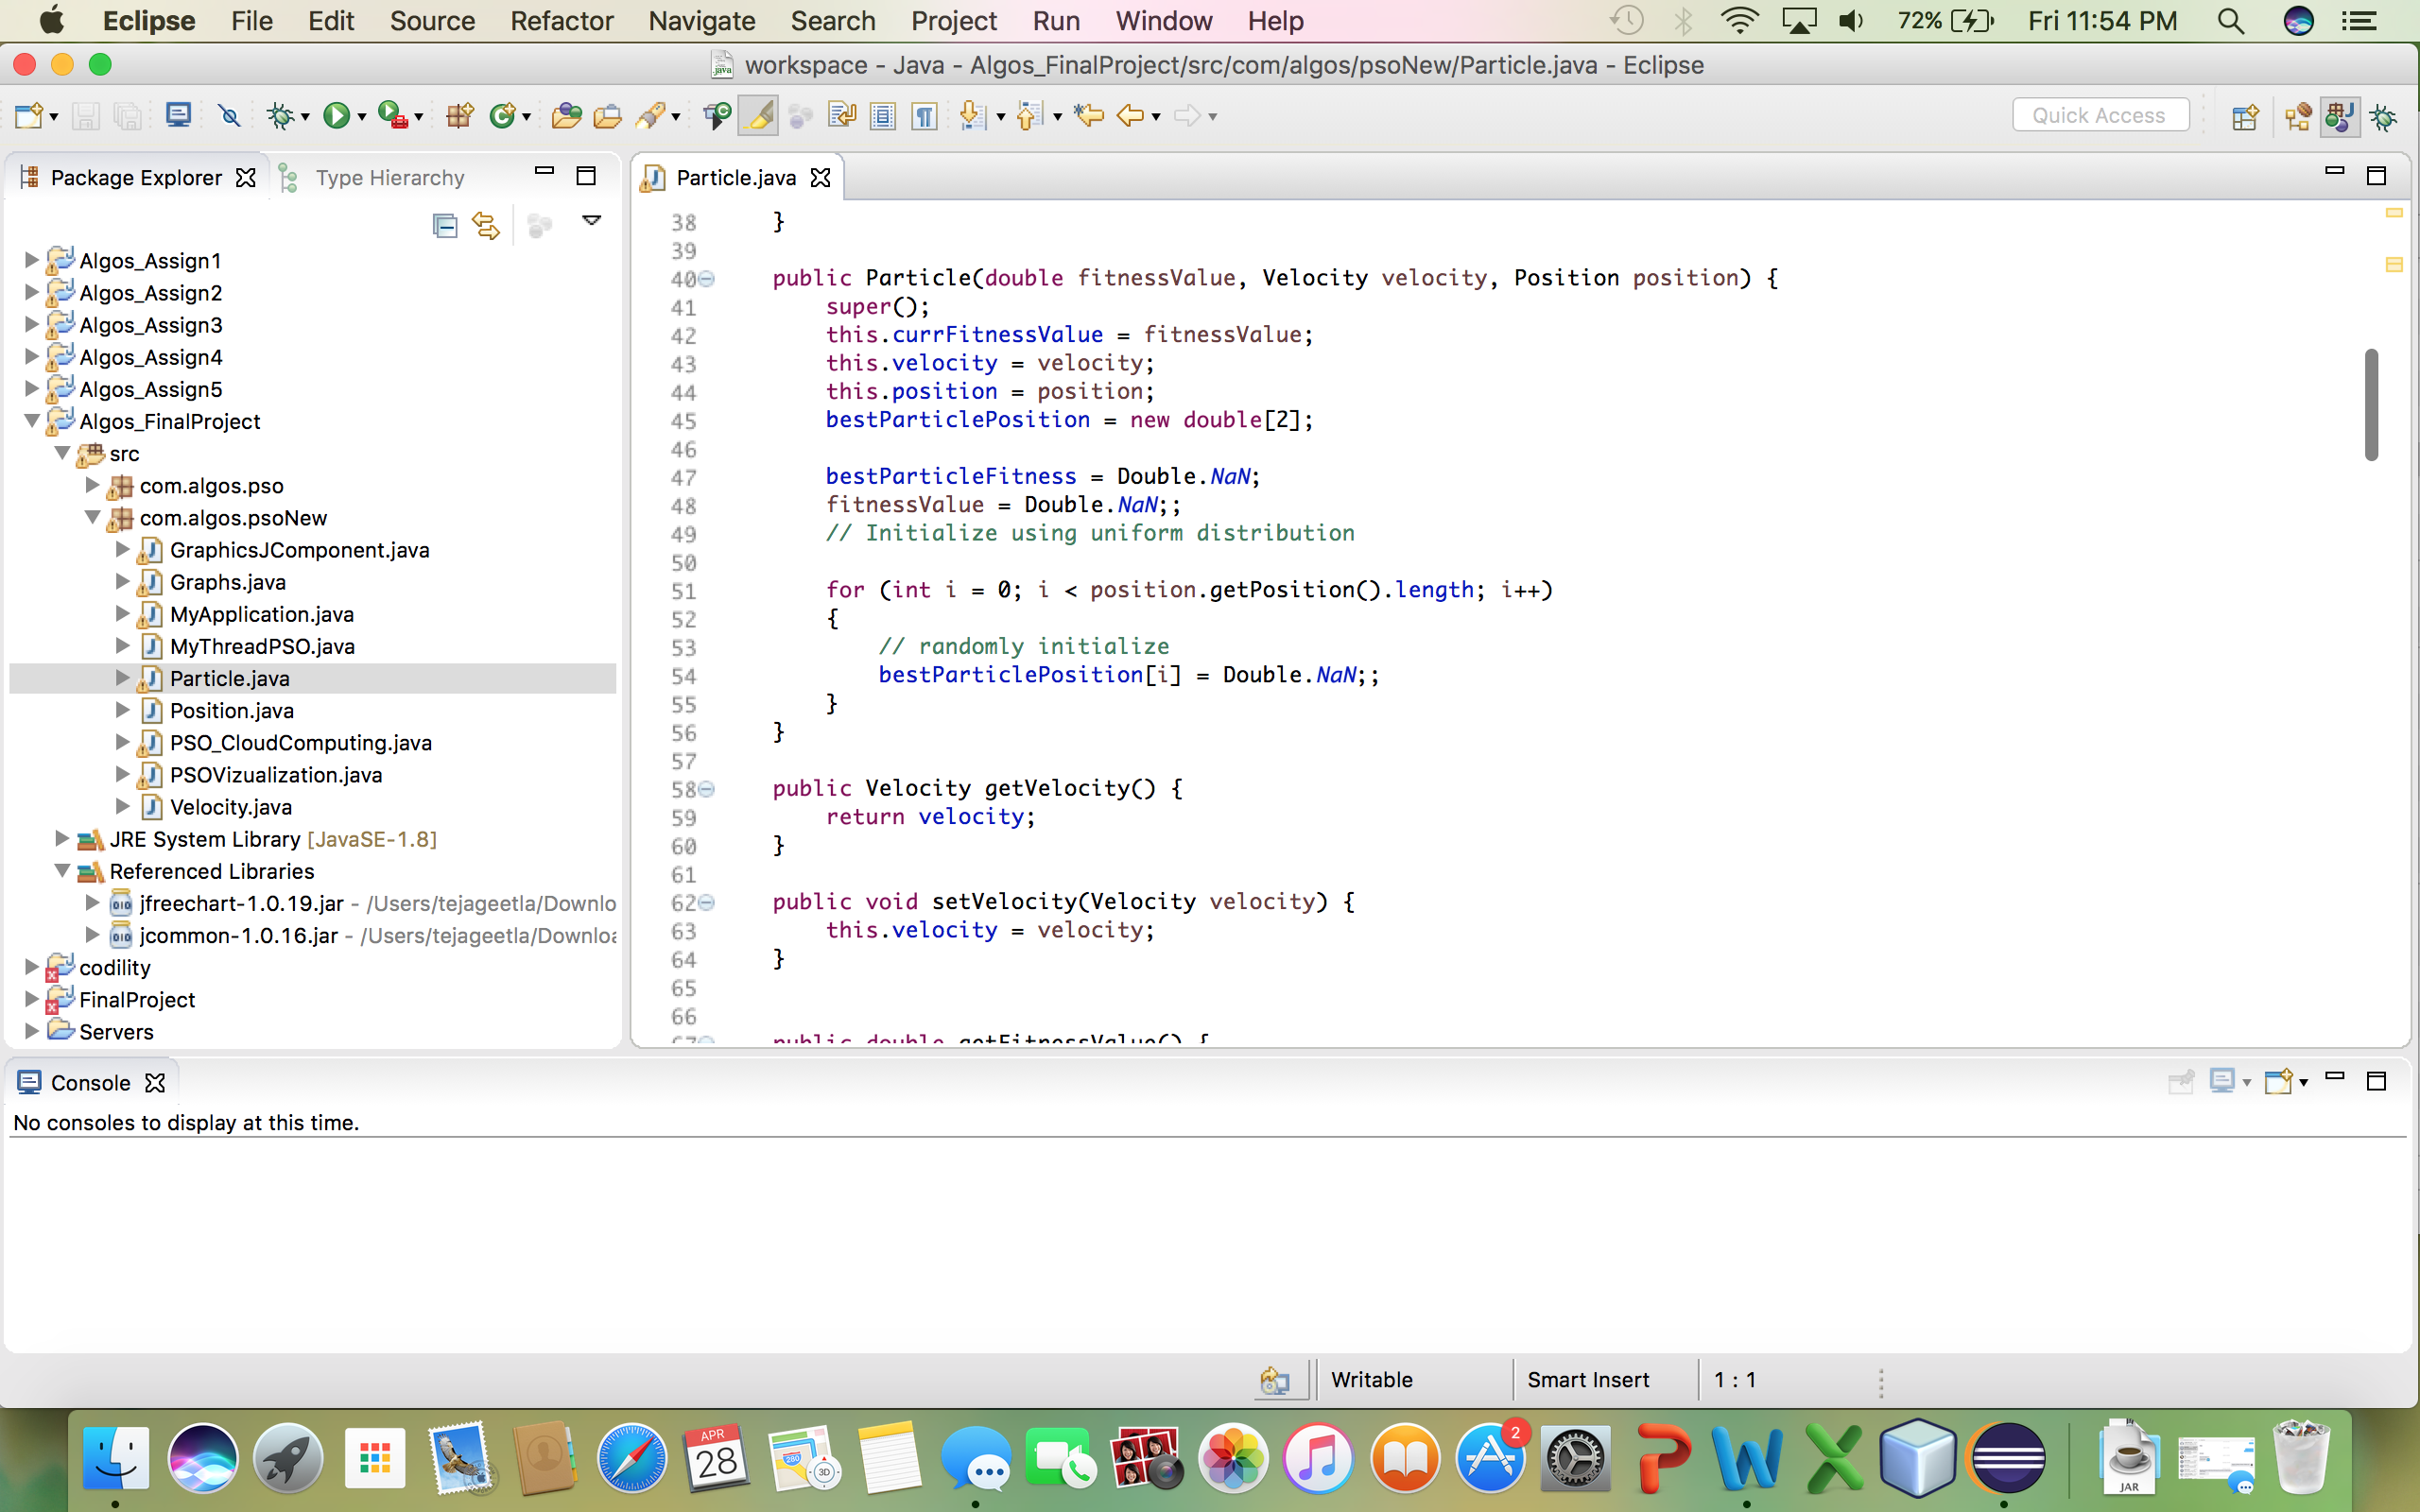 Eclipse File Edit Source Refactor Navigate Search Project Run Window Help 72% Fri 11:54 PM
workspace - Java - Algos_FinalProject/src/com/algos/psoNew/Particle.java - Eclipse
Quick Access
Package Explorer Type Hierarchy
Algos_Assign1
Algos_Assign2
Algos_Assign3
Algos_Assign4
Algos_Assign5
Algos_FinalProject
src
com.algos.pso
com.algos.psoNew
GraphicsJComponent.java
Graphs.java
MyApplication.java
MyThreadPSO.java
Particle.java
Position.java
PSO_CloudComputing.java
PSOVizualization.java
Velocity.java
JRE System Library [JavaSE-1.8]
Referenced Libraries
jfreechart-1.0.19.jar - /Users/tejageetla/Downlo
jcommon-1.0.16.jar - /Users/tejageetla/Downloa
codility
FinalProject
Servers
Particle.java
38 }
39
40 public Particle(double fitnessValue, Velocity velocity, Position position) {
41 super();
42 this.currFitnessValue = fitnessValue;
43 this.velocity = velocity;
44 this.position = position;
45 bestParticlePosition = new double[2];
46
47 bestParticleFitness = Double.NaN;
48 fitnessValue = Double.NaN;;
49 // Initialize using uniform distribution
50
51 for (int i = 0; i < position.getPosition().length; i++)
52 {
53 // randomly initialize
54 bestParticlePosition[i] = Double.NaN;;
55 }
56 }
57
58 public Velocity getVelocity() {
59 return velocity;
60 }
61
62 public void setVelocity(Velocity velocity) {
63 this.velocity = velocity;
64 }
65
66
67 public double getFitnessValue() {
Console
No consoles to display at this time.
Writable Smart Insert 1 : 1
APR
28
280
3D
2
JAR